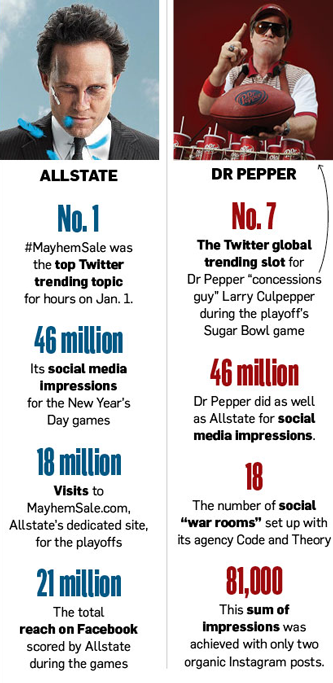 ALLSTATE
No. 1
#MayhemSale was
the top Twitter
trending topic
for hours on Jan. 1.
46 million
Its social media
impressions
for the New Year's
Day games
18 million
Visits to
MayhemSale.com,
Allstate's dedicated site,
for the playoffs
21 million
The total
reach on Facebook
scored by Allstate
during the games
DR PEPPER
No. 7
The Twitter global
trending slot for
Dr Pepper “concessions
guy” Larry Culpepper
during the playoff's
Sugar Bowl game
46 million
Dr Pepper did as well
as Allstate for social
media impressions.
18
The number of social
“war rooms” set up with
its agency Code and Theory
81,000
This sum of
impressions was
achieved with only two
organic Instagram posts.